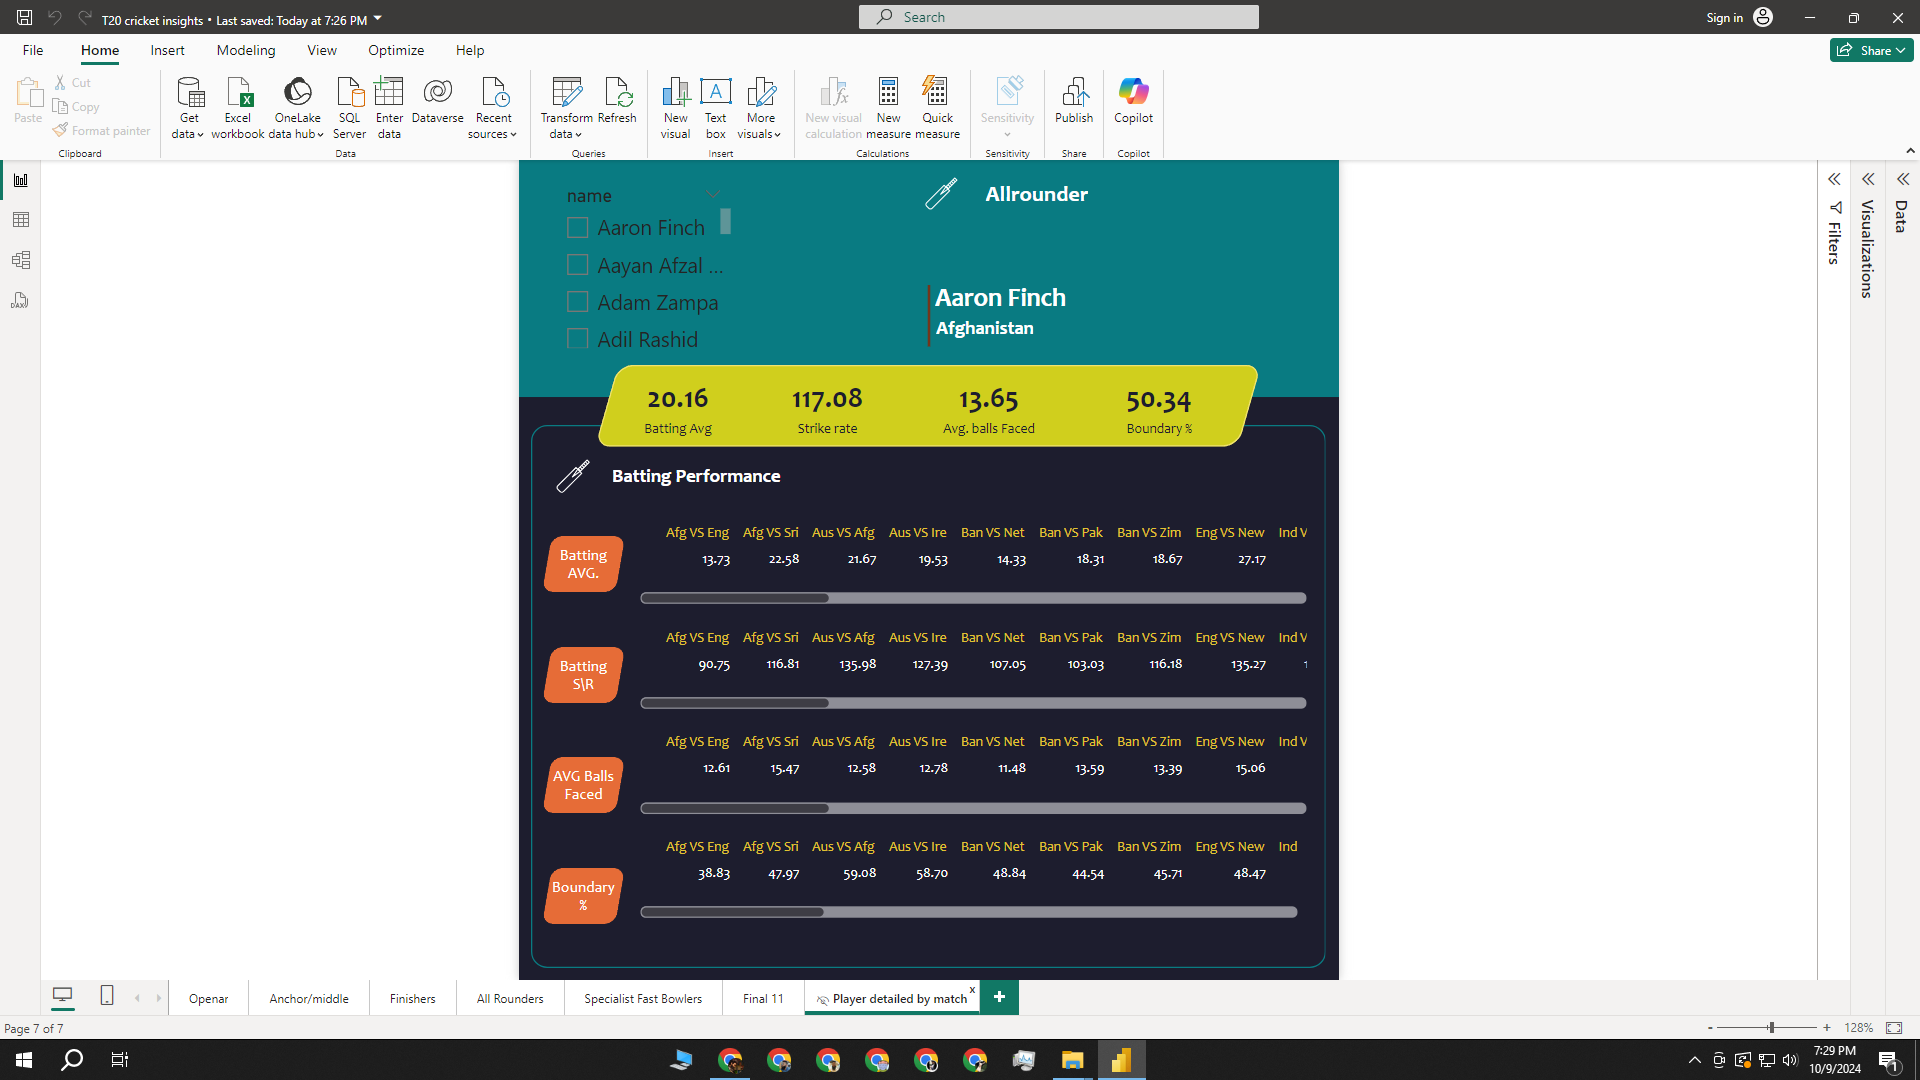 T20 cricket insights • Last saved: Today at 7:26 PM
Search
Sign in
File
Home
Insert
Modeling
View
Optimize
Help
Share
Paste
Cut
Copy
Format painter
Clipboard
Get data
Excel workbook
OneLake data hub
SQL Server
Enter data
Dataverse
Recent sources
Data
Transform data
Refresh
Queries
New visual
Text box
More visuals
Insert
New visual calculation
New measure
Quick measure
Calculations
Sensitivity
Sensitivity
Publish
Share
Copilot
Copilot
name
Aaron Finch
Aayan Afzal ...
Adam Zampa
Adil Rashid
Allrounder
Aaron Finch
Afghanistan
20.16 117.08 13.65 50.34
Batting Avg Strike rate Avg. balls Faced Boundary %
Batting Performance
Batting AVG.
Afg VS Eng Afg VS Sri Aus VS Afg Aus VS Ire Ban VS Net Ban VS Pak Ban VS Zim Eng VS New Ind V
13.73 22.58 21.67 19.53 14.33 18.31 18.67 27.17
Batting S\R
Afg VS Eng Afg VS Sri Aus VS Afg Aus VS Ire Ban VS Net Ban VS Pak Ban VS Zim Eng VS New Ind V
90.75 116.81 135.98 127.39 107.05 103.03 116.18 135.27 1
AVG Balls Faced
Afg VS Eng Afg VS Sri Aus VS Afg Aus VS Ire Ban VS Net Ban VS Pak Ban VS Zim Eng VS New Ind V
12.61 15.47 12.58 12.78 11.48 13.59 13.39 15.06
Boundary %
Afg VS Eng Afg VS Sri Aus VS Afg Aus VS Ire Ban VS Net Ban VS Pak Ban VS Zim Eng VS New Ind
38.83 47.97 59.08 58.70 48.84 44.54 45.71 48.47
Filters
Visualizations
Data
Openar
Anchor/middle
Finishers
All Rounders
Specialist Fast Bowlers
Final 11
Player detailed by match
x
+
Page 7 of 7
- + 128%
7:29 PM
10/9/2024
1